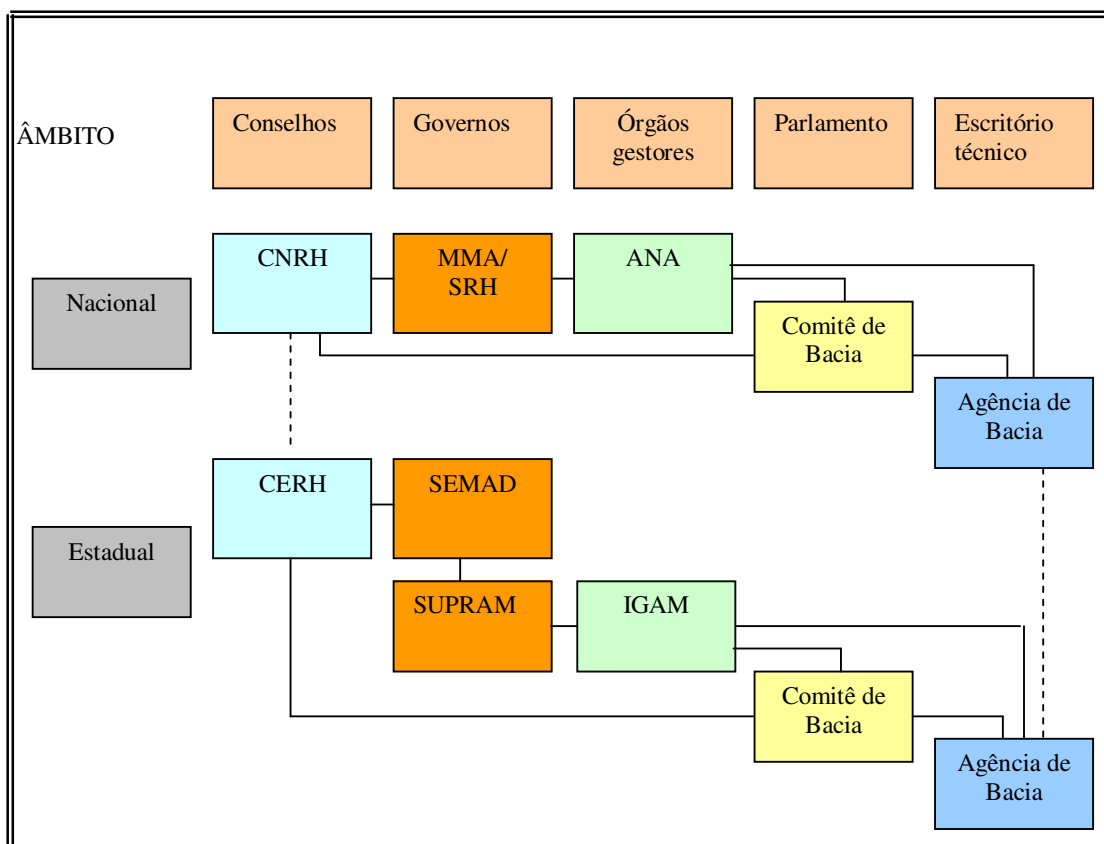 ÂMBITO
Conselhos
Governos
Órgãos
gestores
Parlamento
Escritório
técnico
Nacional
CNRH
MMA/
SRH
ANA
Comitê de
Bacia
Agência de
Bacia
Estadual
CERH
SEMAD
SUPRAM
IGAM
Comitê de
Bacia
Agência de
Bacia